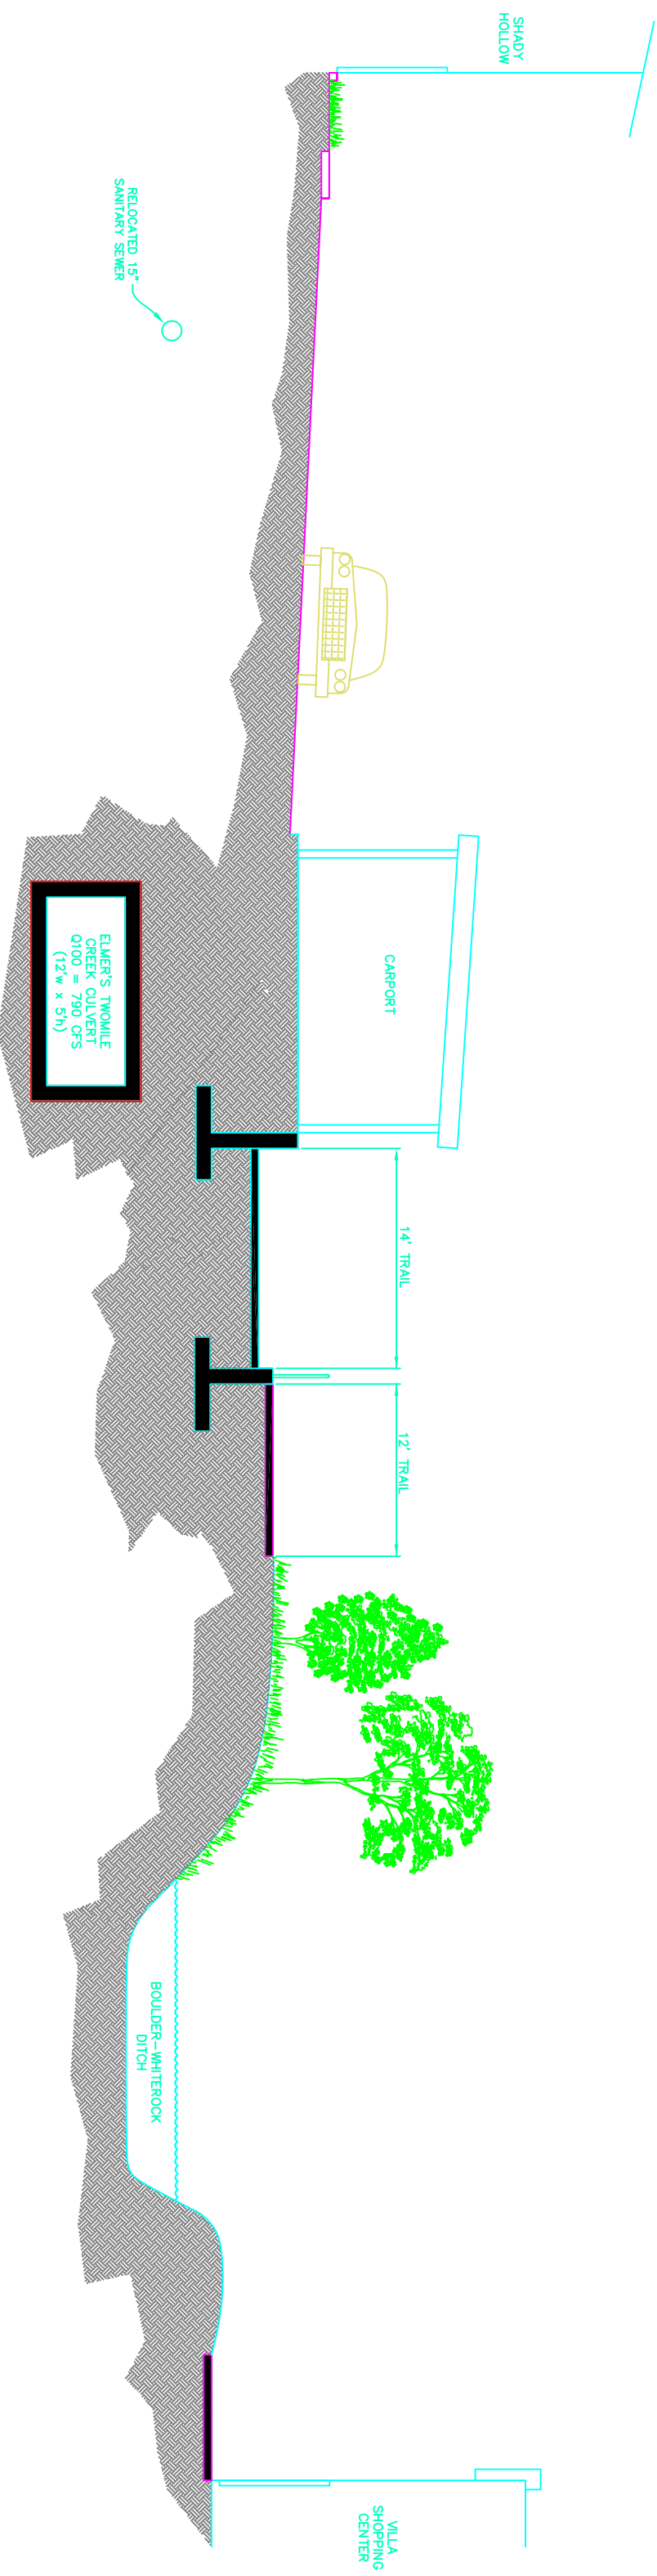 SHADY
HOLLOW
RELOCATED 15"
SANITARY SEWER
CARPORT
ELMER'S TWOMILE
CREEK CULVERT
Q100 = 790 CFS
(12'w x 5'h)
14' TRAIL
12' TRAIL
BOULDER-WHITEROCK
DITCH
VILLA
SHOPPING
CENTER